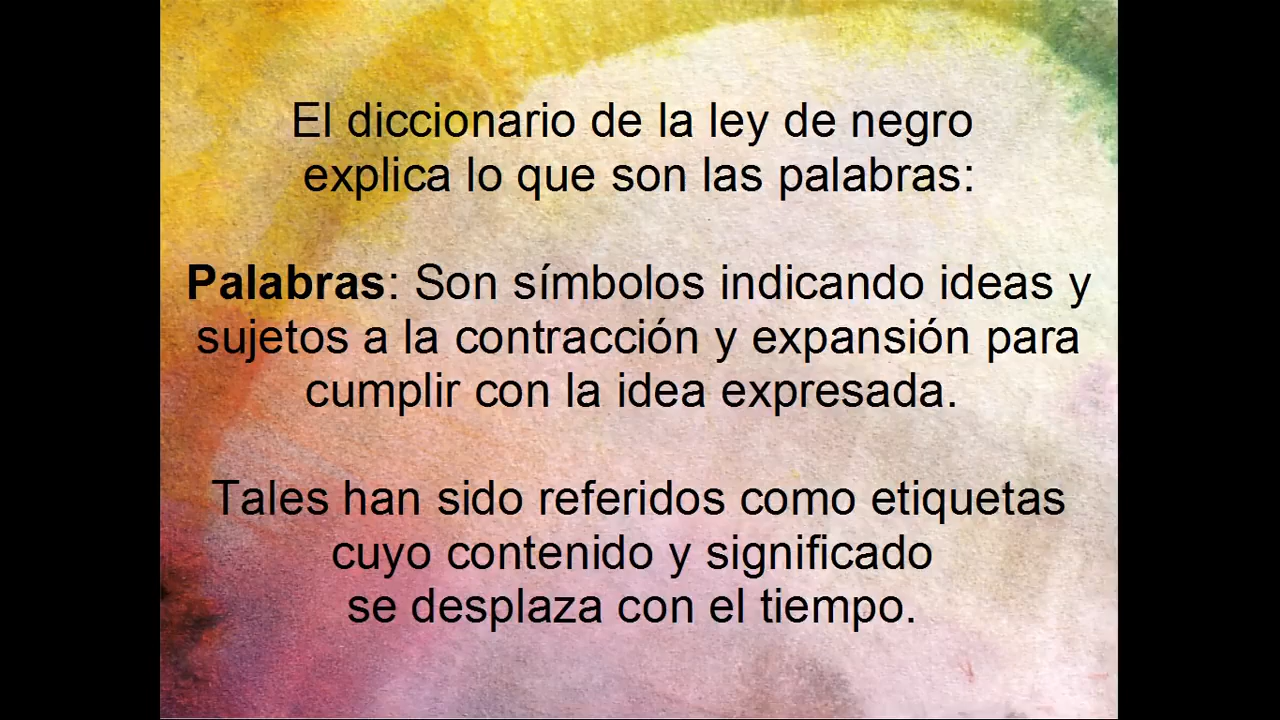 El diccionario de la ley de negro
explica lo que son las palabras:
Palabras: Son símbolos indicando ideas y
sujetos a la contracción y expansión para
cumplir con la idea expresada.
Tales han sido referidos como etiquetas
cuyo contenido y significado
se desplaza con el tiempo.